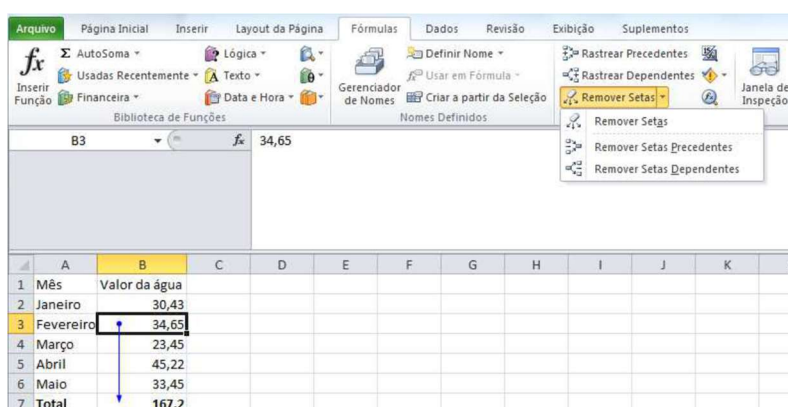 Arquivo Página Inicial Inserir Layout da Página Fórmulas Dados Revisão Exibição Suplementos
Σ AutoSoma Lógica Definir Nome Rastrear Precedentes
Usadas Recentemente Texto Usar em Fórmula Rastrear Dependentes
Inserir Função Financeira Data e Hora Gerenciador de Nomes Criar a partir da Seleção Remover Setas Janela de Inspeção
Biblioteca de Funções Nomes Definidos
Remover Setas
Remover Setas Precedentes
Remover Setas Dependentes
B3 fx 34,65
A B C D E F G H I J K
1 Mês Valor da água
2 Janeiro 30,43
3 Fevereiro 34,65
4 Março 23,45
5 Abril 45,22
6 Maio 33,45
7 Total 167,2